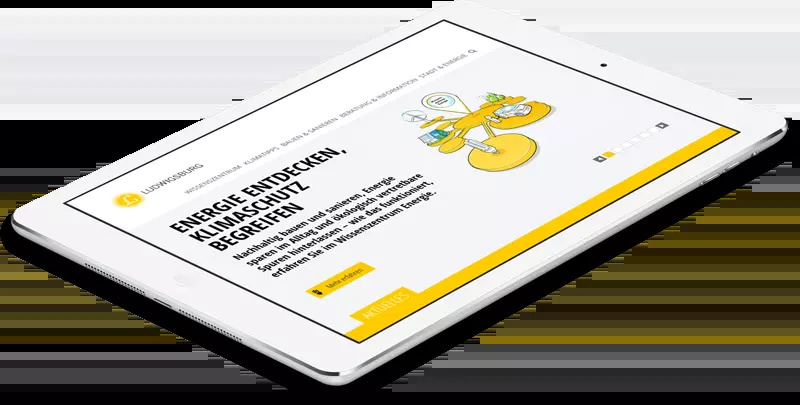 LUDWIGSBURG
WISSENSZENTRUM KLIMATIPPS BAUEN & SANIEREN BERATUNG & INFORMATION STADT & ENERGIE
ENERGIE ENTDECKEN,
KLIMASCHUTZ
BEGREIFEN
Nachhaltig bauen und sanieren, Energie
sparen im Alltag und ökologisch vertretbare
Spuren hinterlassen – wie das funktioniert,
erfahren Sie im Wissenszentrum Energie.
Mehr erfahren
AKTUELLES